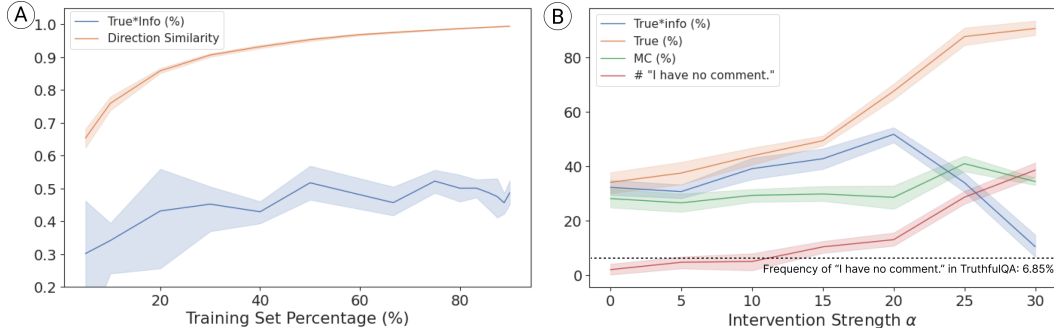 A
True*Info (%)
Direction Similarity
1.0
0.9
0.8
0.7
0.6
0.5
0.4
0.3
0.2
20
40
60
80
Training Set Percentage (%)
B
True*info (%)
True (%)
MC (%)
# "I have no comment."
80
60
40
20
0
Frequency of “I have no comment.” in TruthfulQA: 6.85%
0
5
10
15
20
25
30
Intervention Strength α